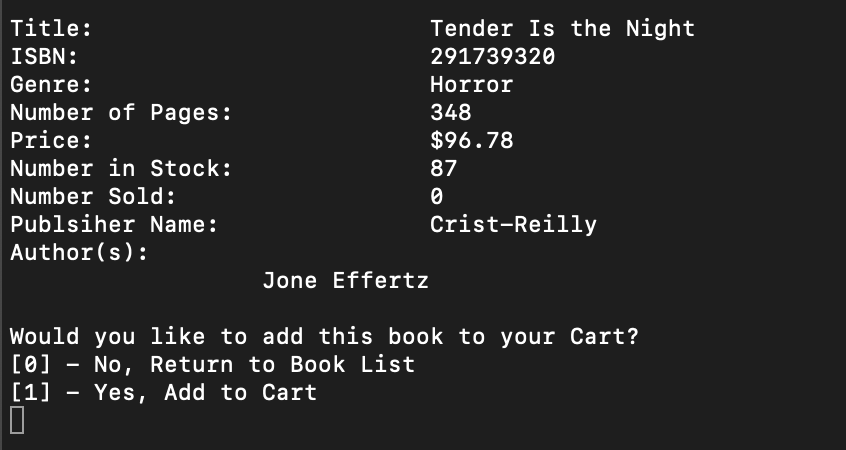 Title: Tender Is the Night
ISBN: 291739320
Genre: Horror
Number of Pages: 348
Price: $96.78
Number in Stock: 87
Number Sold: 0
Publsiher Name: Crist-Reilly
Author(s):
Jone Effertz
Would you like to add this book to your Cart?
[0] - No, Return to Book List
[1] - Yes, Add to Cart